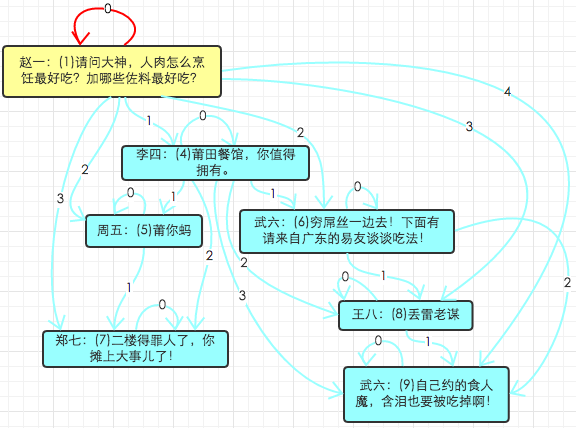 0
赵一：(1)请问大神，人肉怎么烹
饪最好吃？加哪些佐料最好吃？
4
1
0
2
3
李四：(4)莆田餐馆，你值得
拥有。
2
3
0
1
1
0
周五：(5)莆你蚂
武六：(6)穷屌丝一边去！下面有
请来自广东的易友谈谈吃法！
2
2
0
1
2
1
3
0
王八：(8)丢雷老谋
郑七：(7)二楼得罪人了，你
摊上大事儿了！
0
1
武六：(9)自己约的食人
魔，含泪也要被吃掉啊！